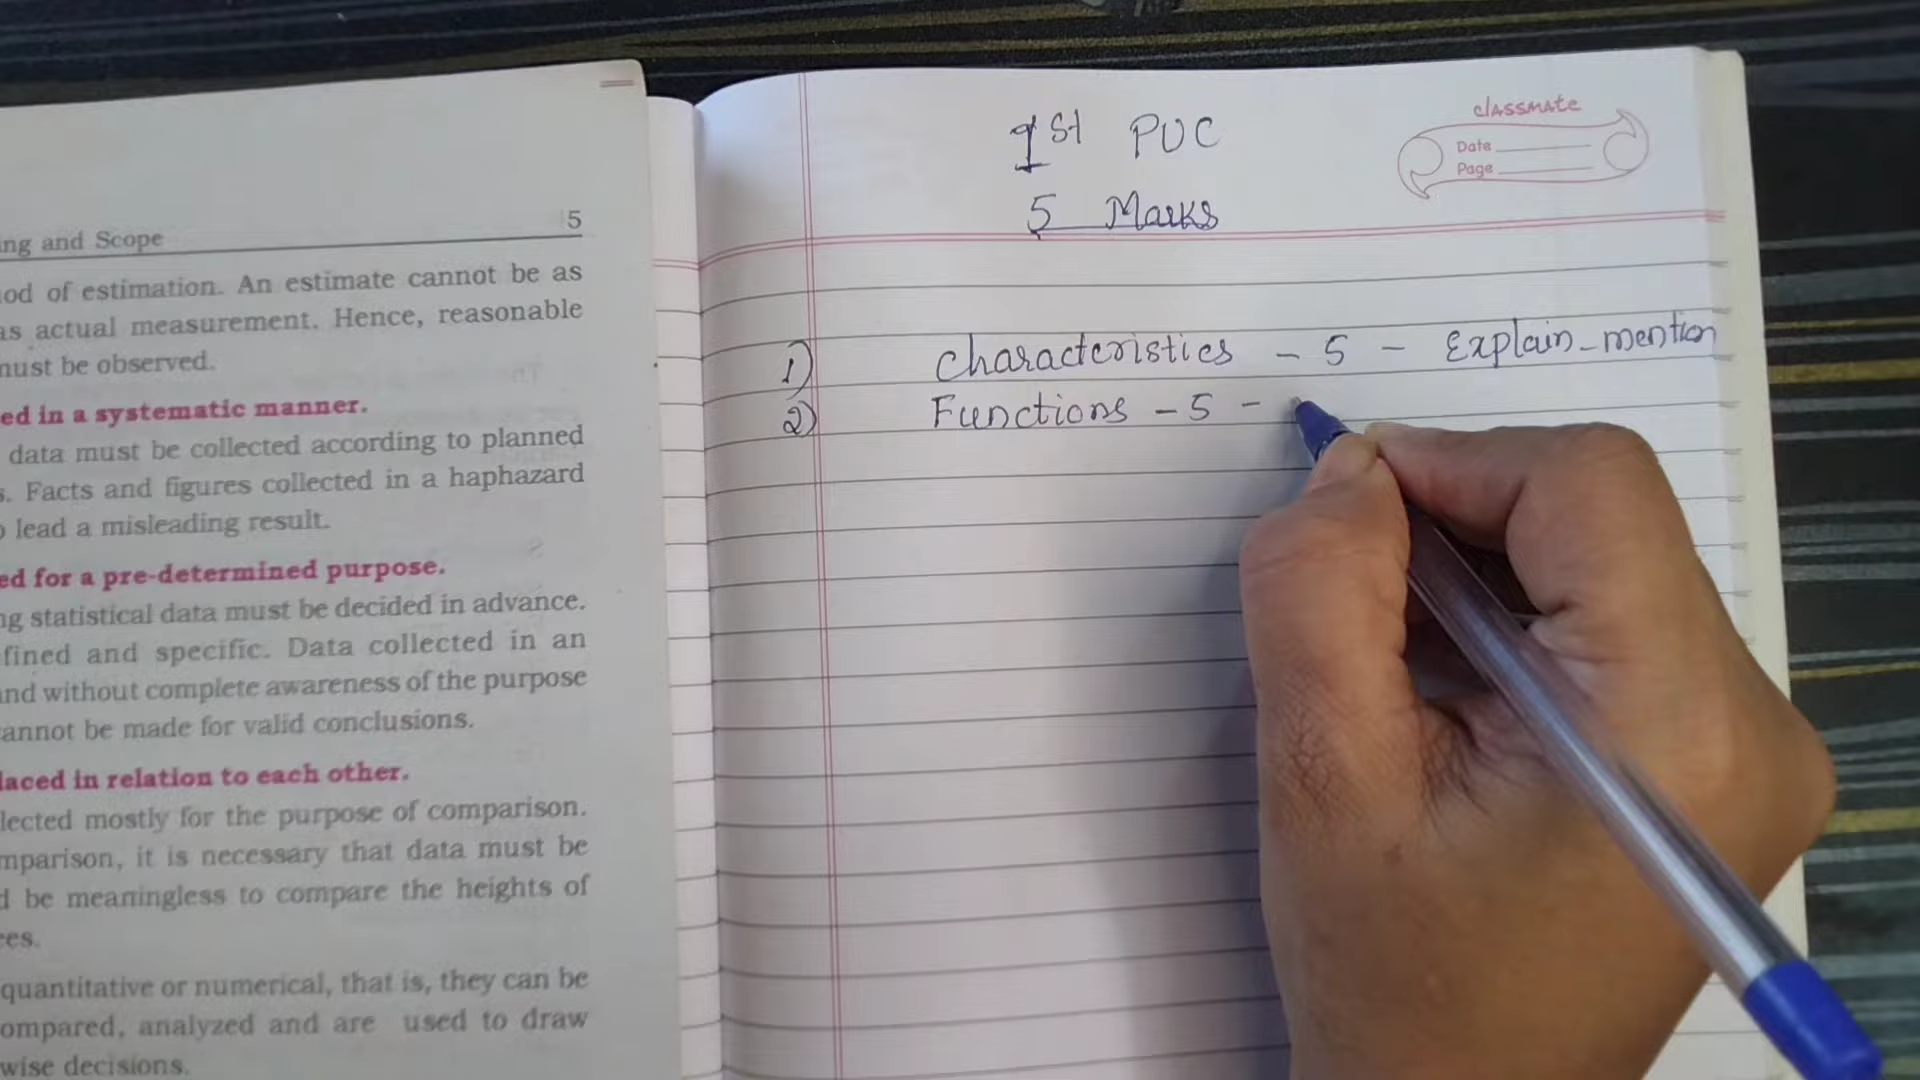 5
ing and Scope
od of estimation. An estimate cannot be as
as actual measurement. Hence, reasonable
must be observed.
ed in a systematic manner.
data must be collected according to planned
s. Facts and figures collected in a haphazard
lead a misleading result.
ed for a pre-determined purpose.
ng statistical data must be decided in advance.
fined and specific. Data collected in an
and without complete awareness of the purpose
cannot be made for valid conclusions.
laced in relation to each other.
lected mostly for the purpose of comparison.
mparison, it is necessary that data must be
d be meaningless to compare the heights of
ees.
quantitative or numerical, that is, they can be
ompared, analyzed and are used to draw
wise decisions.
1st PUC
5 Marks
classmate
Date
Page
1) Characteristics - 5 - Explain - mention
2) Functions - 5 -